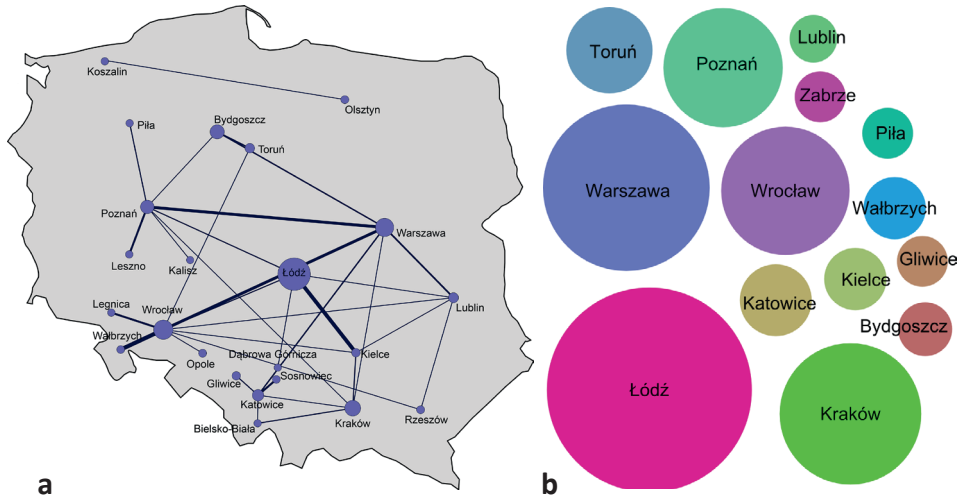 Koszalin
Olsztyn
Piła
Bydgoszcz
Toruń
Poznań
Warszawa
Leszno
Kalisz
Łódź
Legnica
Wrocław
Lublin
Wałbrzych
Opole
Dąbrowa Górnicza
Kielce
Gliwice
Sosnowiec
Katowice
Bielsko-Biała
Kraków
Rzeszów
a
Toruń
Poznań
Lublin
Zabrze
Piła
Warszawa
Wrocław
Wałbrzych
Gliwice
Kielce
Katowice
Bydgoszcz
Łódź
Kraków
b